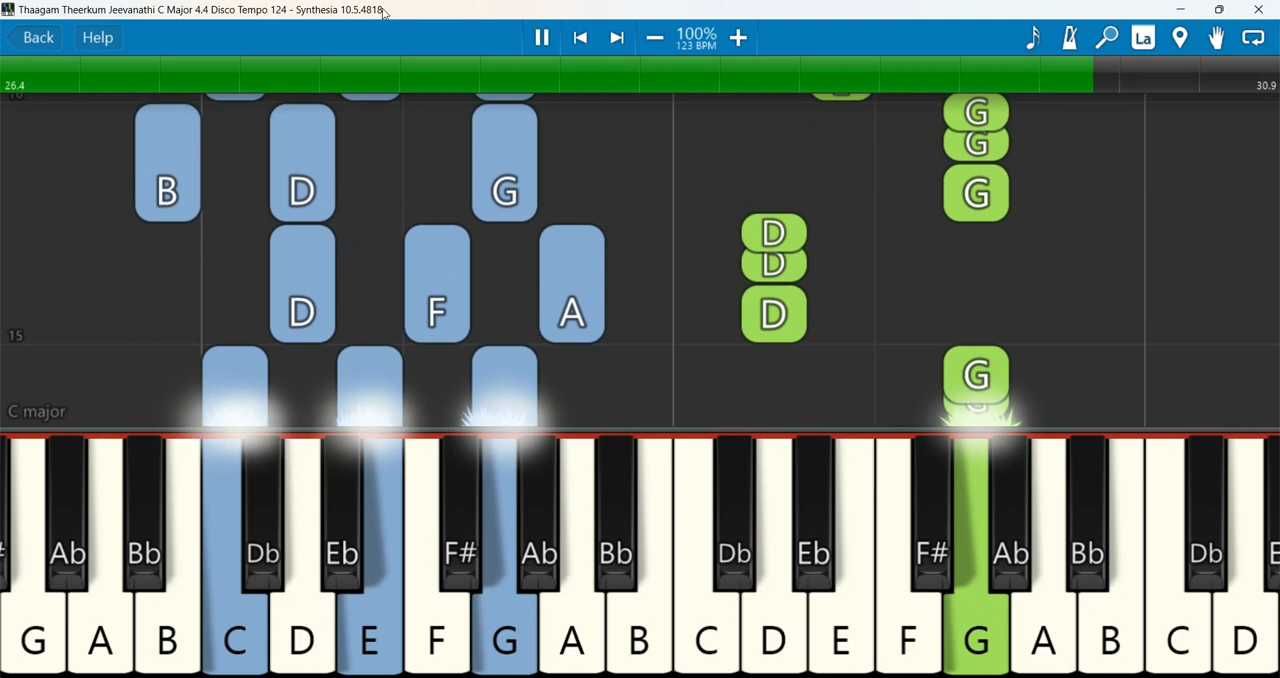 Thaagam Theerkum Jeevanathi C Major 4.4 Disco Tempo 124 - Synthesia 10.5.4818
Back Help 100% La
123 BPM
26.4 30.9
G
G
B D G G
D
D
D F A D
15
G
C major
Ab Bb Db Eb F# Ab Bb Db Eb F# Ab Bb Db
G A B C D E F G A B C D E F G A B C D